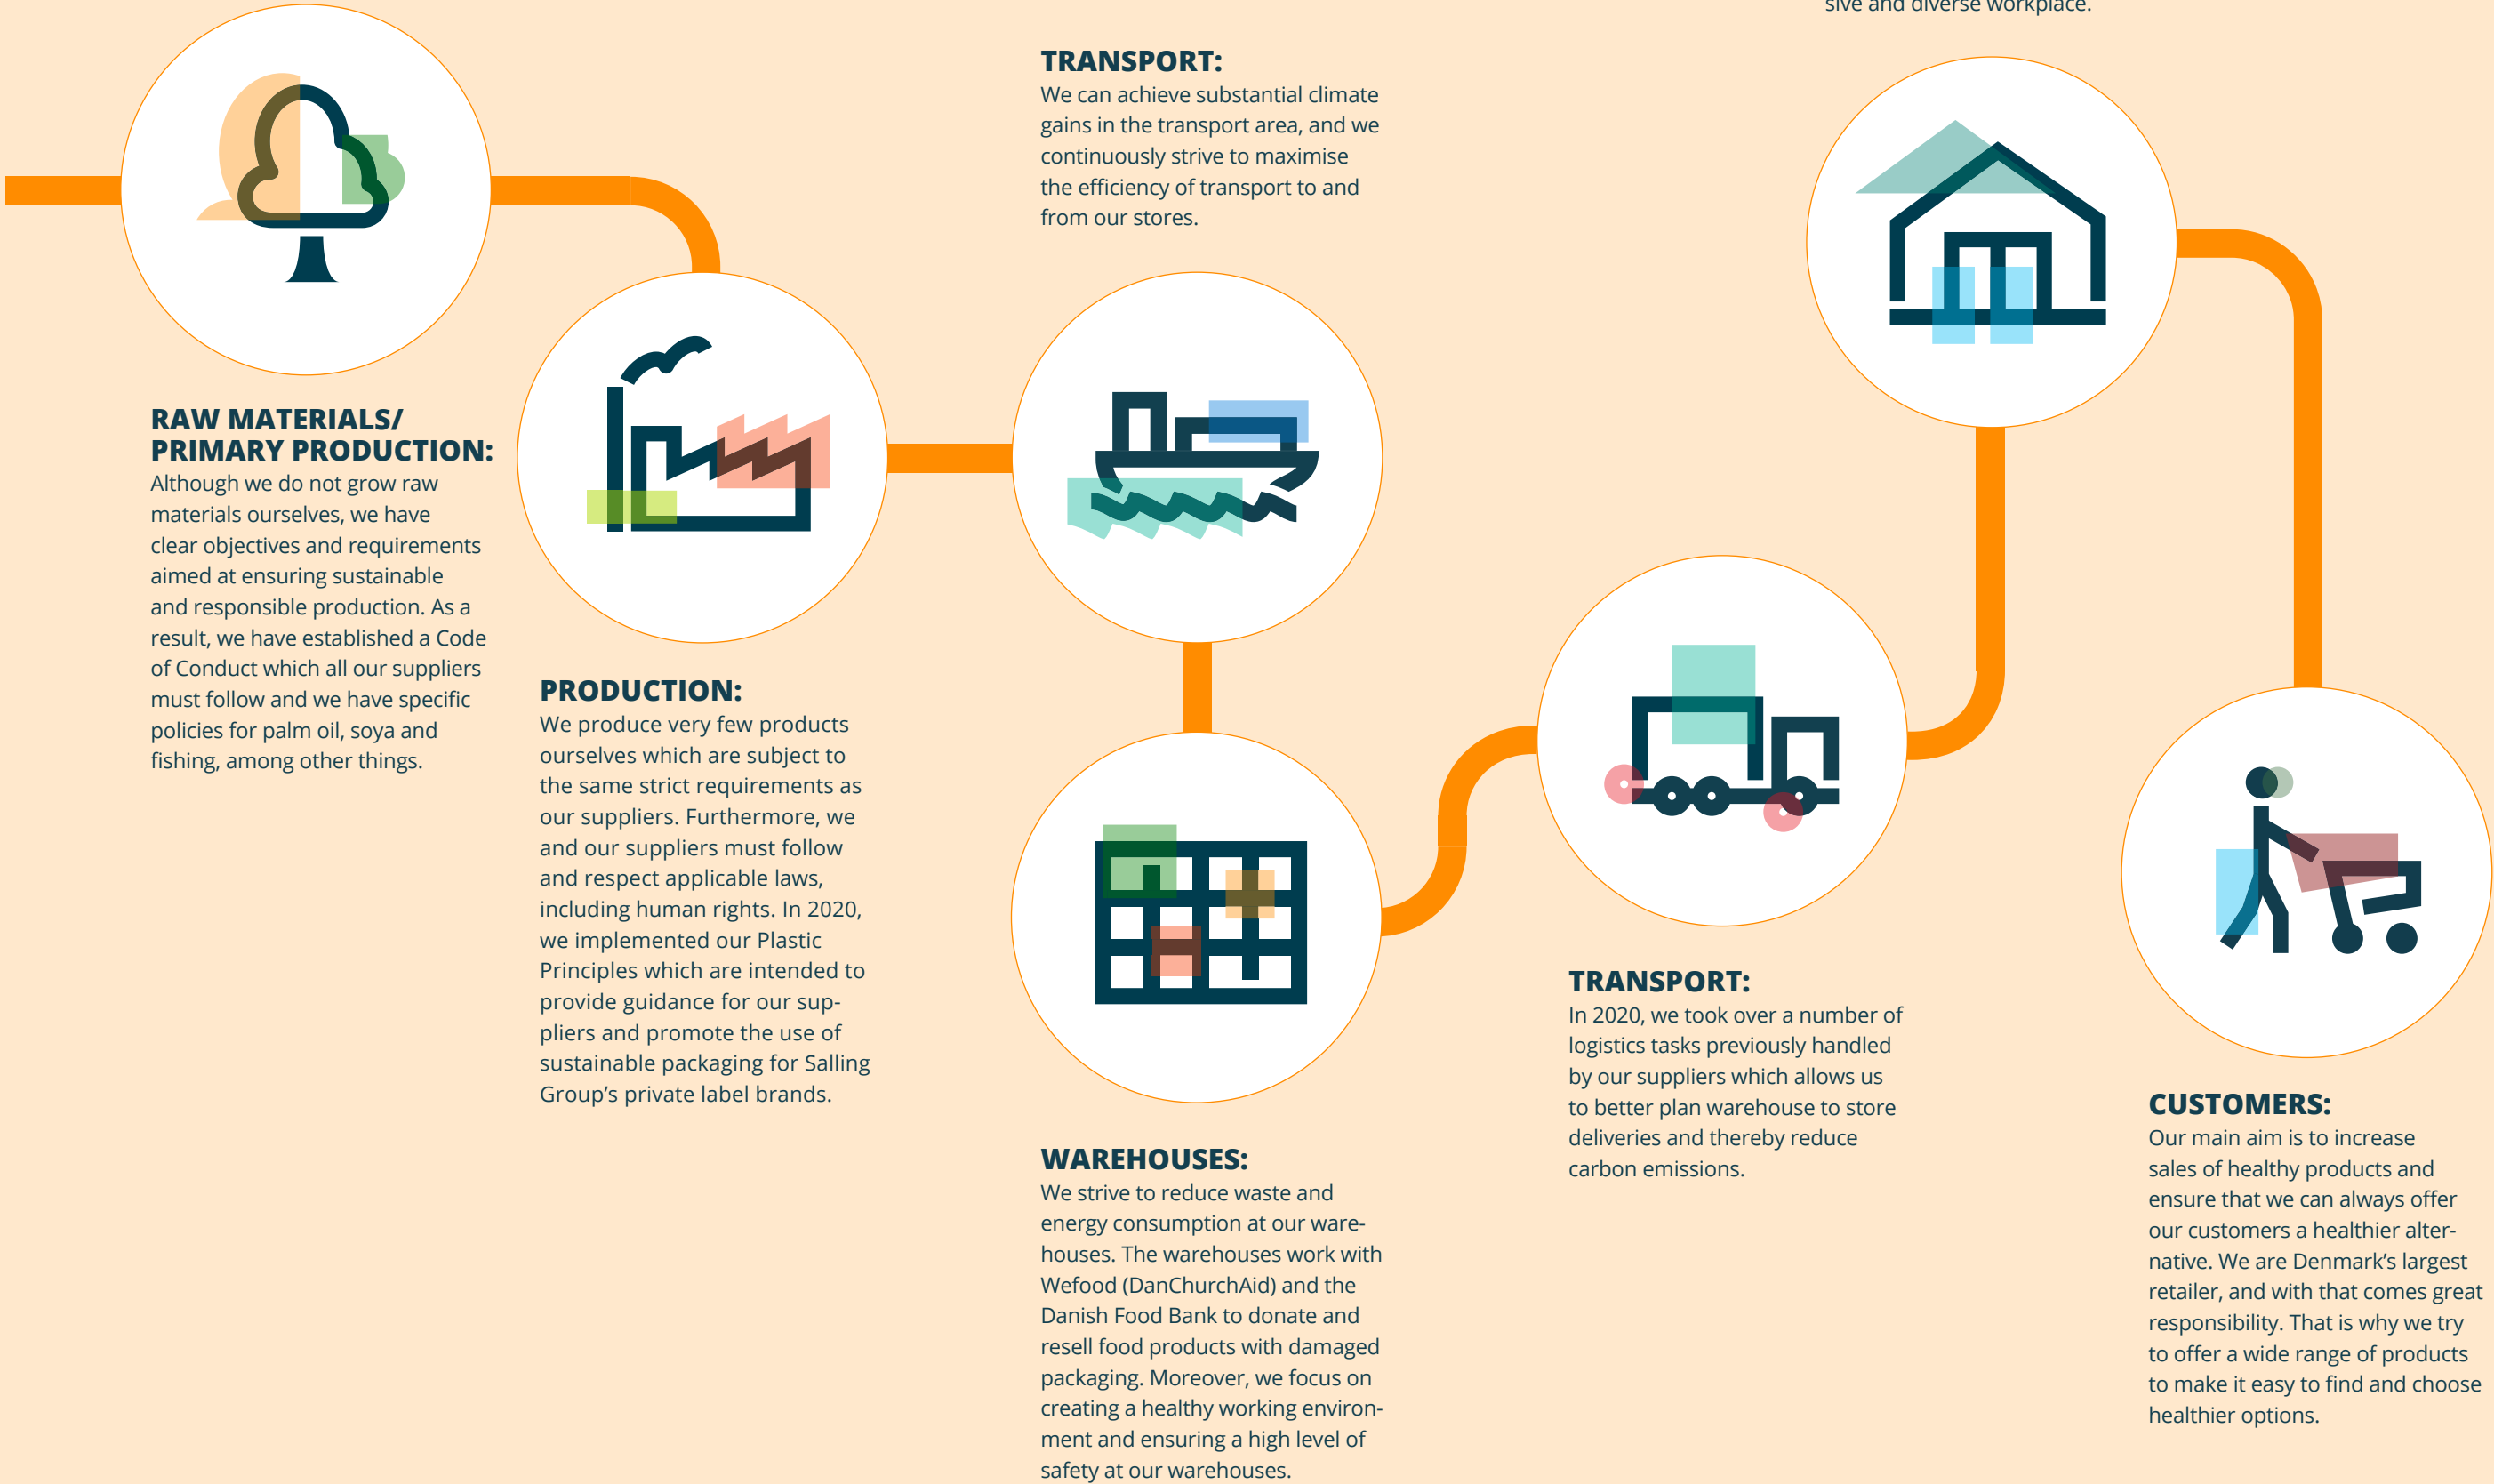 RAW MATERIALS/
PRIMARY PRODUCTION:
Although we do not grow raw
materials ourselves, we have
clear objectives and requirements
aimed at ensuring sustainable
and responsible production. As a
result, we have established a Code
of Conduct which all our suppliers
must follow and we have specific
policies for palm oil, soya and
fishing, among other things.
PRODUCTION:
We produce very few products
ourselves which are subject to
the same strict requirements as
our suppliers. Furthermore, we
and our suppliers must follow
and respect applicable laws,
including human rights. In 2020,
we implemented our Plastic
Principles which are intended to
provide guidance for our sup-
pliers and promote the use of
sustainable packaging for Salling
Group’s private label brands.
TRANSPORT:
We can achieve substantial climate
gains in the transport area, and we
continuously strive to maximise
the efficiency of transport to and
from our stores.
WAREHOUSES:
We strive to reduce waste and
energy consumption at our ware-
houses. The warehouses work with
Wefood (DanChurchAid) and the
Danish Food Bank to donate and
resell food products with damaged
packaging. Moreover, we focus on
creating a healthy working environ-
ment and ensuring a high level of
safety at our warehouses.
TRANSPORT:
In 2020, we took over a number of
logistics tasks previously handled
by our suppliers which allows us
to better plan warehouse to store
deliveries and thereby reduce
carbon emissions.
sive and diverse workplace.
CUSTOMERS:
Our main aim is to increase
sales of healthy products and
ensure that we can always offer
our customers a healthier alter-
native. We are Denmark’s largest
retailer, and with that comes great
responsibility. That is why we try
to offer a wide range of products
to make it easy to find and choose
healthier options.